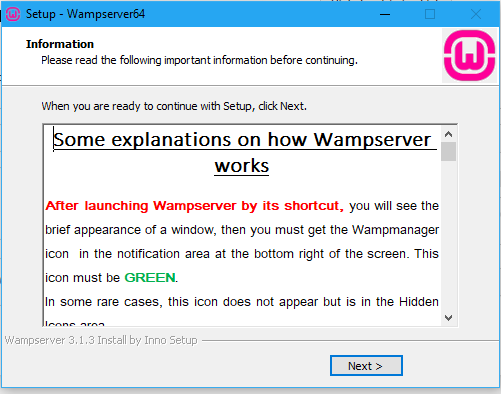 Setup - Wampserver64
Information
Please read the following important information before continuing.
When you are ready to continue with Setup, click Next.
Some explanations on how Wampserver
works
After launching Wampserver by its shortcut, you will see the
brief appearance of a window, then you must get the Wampmanager
icon in the notification area at the bottom right of the screen. This
icon must be GREEN.
In some rare cases, this icon does not appear but is in the Hidden
Icons area
Wampserver 3.1.3 Install by Inno Setup
Next >